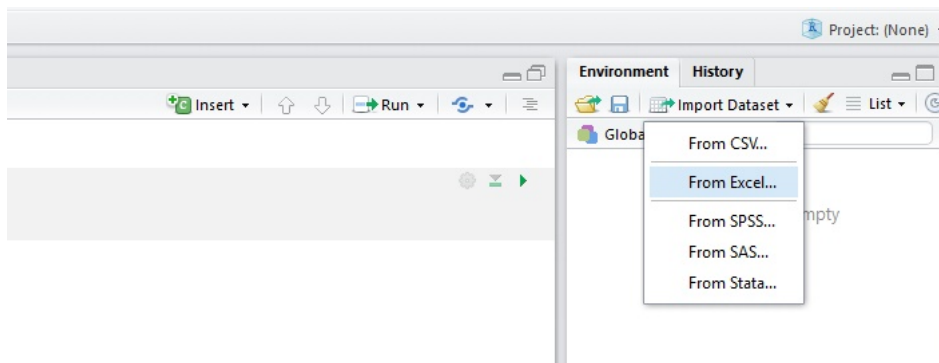 Project: (None)
Environment History
Insert Run Import Dataset List
Globa
From CSV...
From Excel...
mpty
From SPSS...
From SAS...
From Stata...